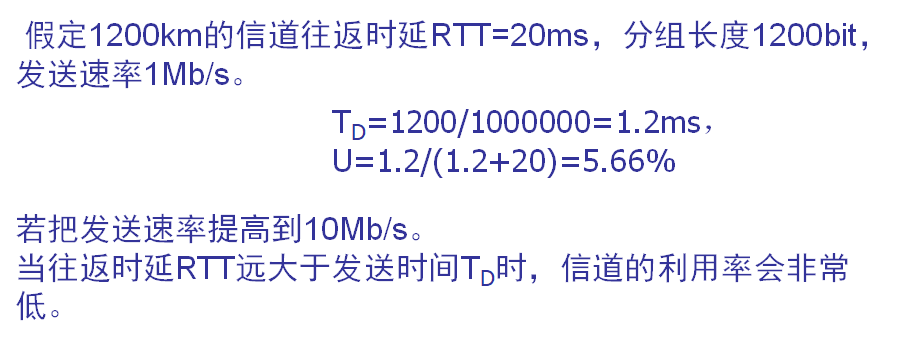 假定1200km的信道往返时延RTT=20ms，分组长度1200bit，
发送速率1Mb/s。
TD=1200/1000000=1.2ms，
U=1.2/(1.2+20)=5.66%
若把发送速率提高到10Mb/s。
当往返时延RTT远大于发送时间TD时，信道的利用率会非常
低。